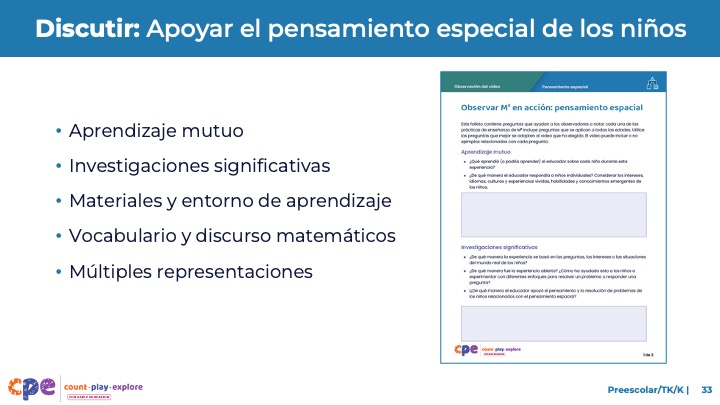 Discutir: Apoyar el pensamiento especial de los niños
• Aprendizaje mutuo
• Investigaciones significativas
• Materiales y entorno de aprendizaje
• Vocabulario y discurso matemáticos
• Múltiples representaciones
Observación del video
Pensamiento especial
Observar M⁵ en acción: pensamiento espacial
Este folleto contiene preguntas que ayudan a los observadores a notar cada una de las
prácticas de enseñanza de M⁵ incluye preguntas que se aplican a todas las edades. Utilice
las preguntas que mejor se adapten al video que ha elegido. El video puede incluir o no
ejemplos relacionados con cada pregunta.
Aprendizaje mutuo
• ¿Qué aprendió (o podría aprender) el educador sobre cada niño durante esta
experiencia?
• ¿De qué manera el educador respondía a niños individuales? Considerar los intereses,
idiomas, culturas y experiencias vividas, habilidades y conocimientos emergentes de
los niños.
Investigaciones significativas
• ¿De qué manera la experiencia se basó en las preguntas, los intereses o las situaciones
del mundo real de los niños?
• ¿De qué manera fue la experiencia abierta? ¿Cómo ha ayudado esto a los niños a
experimentar con diferentes enfoques para resolver un problema o responder una
pregunta?
• ¿De qué manera el educador apoyó el pensamiento y la resolución de problemas de
los niños relacionados con el pensamiento espacial?
cpe count·play·explore
1 de 3
cpe count·play·explore
Preescolar/TK/K | 33